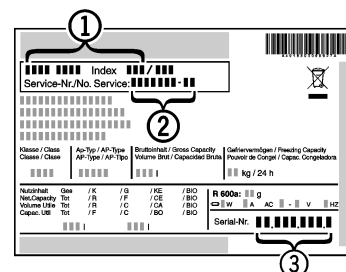 1
Index /
Service-Nr./No. Service: -
2
Klasse / Class
Classe / Clase
Ap-Typ / AP-Type
AP-Type / AP-Tipo
Bruttoinhalt / Gross Capacity
Volume Brut / Capacidad Bruta
Gefriervermögen / Freezing Capacity
Pouvoir de Congel / Capac. Congeladora
l
kg / 24 h
Nutzinhalt Ges / K / G / KE / BIO
Net.Capacity Tot / R / F / CE / BIO
Volume Utile Tot / R / C / CA / BIO
Capac. Util Tot / F / C / BO / BIO
l l
R 600a: g
W A AC - V HZ
Serial-Nr. . .
3